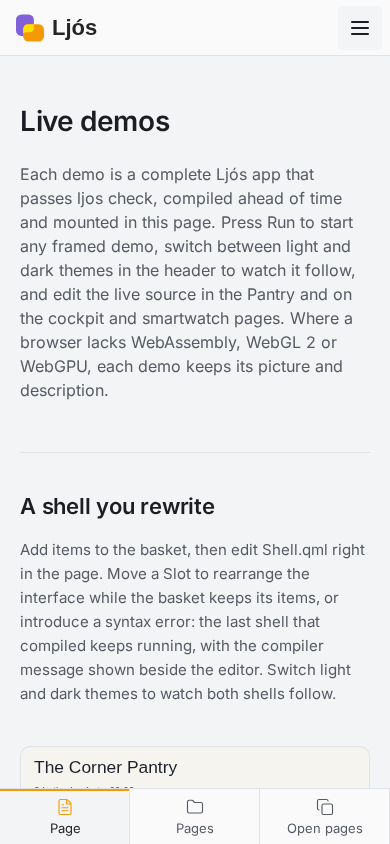 Ljós
Live demos
Each demo is a complete Ljós app that
passes ljos check, compiled ahead of time
and mounted in this page. Press Run to start
any framed demo, switch between light and
dark themes in the header to watch it follow,
and edit the live source in the Pantry and on
the cockpit and smartwatch pages. Where a
browser lacks WebAssembly, WebGL 2 or
WebGPU, each demo keeps its picture and
description.
A shell you rewrite
Add items to the basket, then edit Shell.qml right
in the page. Move a Slot to rearrange the
interface while the basket keeps its items, or
introduce a syntax error: the last shell that
compiled keeps running, with the compiler
message shown beside the editor. Switch light
and dark themes to watch both shells follow.
The Corner Pantry
Page
Pages
Open pages